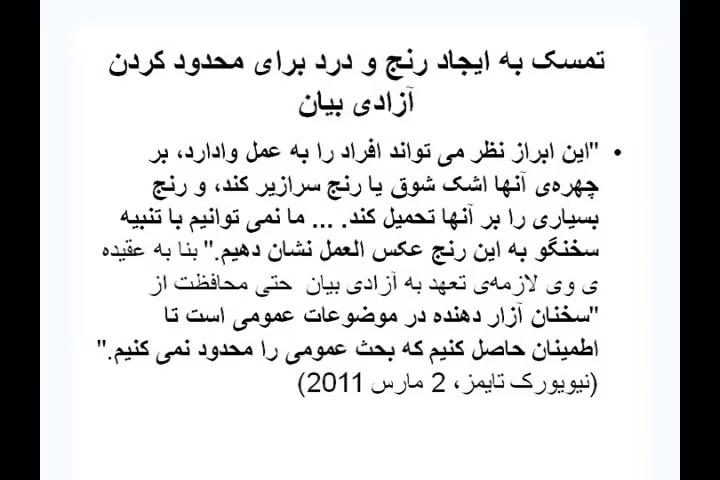 تمسک به ایجاد رنج و درد برای محدود کردن
آزادی بیان
• "این ابراز نظر می تواند افراد را به عمل وادارد، بر
چهره‌ی آنها اشک شوق یا رنج سرازیر کند، و رنج
بسیاری را بر آنها تحمیل کند. ... ما نمی توانیم با تنبیه
سخنگو به این رنج عکس العمل نشان دهیم." بنا به عقیده
ی وی لازمه‌ی تعهد به آزادی بیان حتی محافظت از
"سخنان آزار دهنده در موضوعات عمومی است تا
اطمینان حاصل کنیم که بحث عمومی را محدود نمی کنیم."
(نیویورک تایمز، 2 مارس 2011)